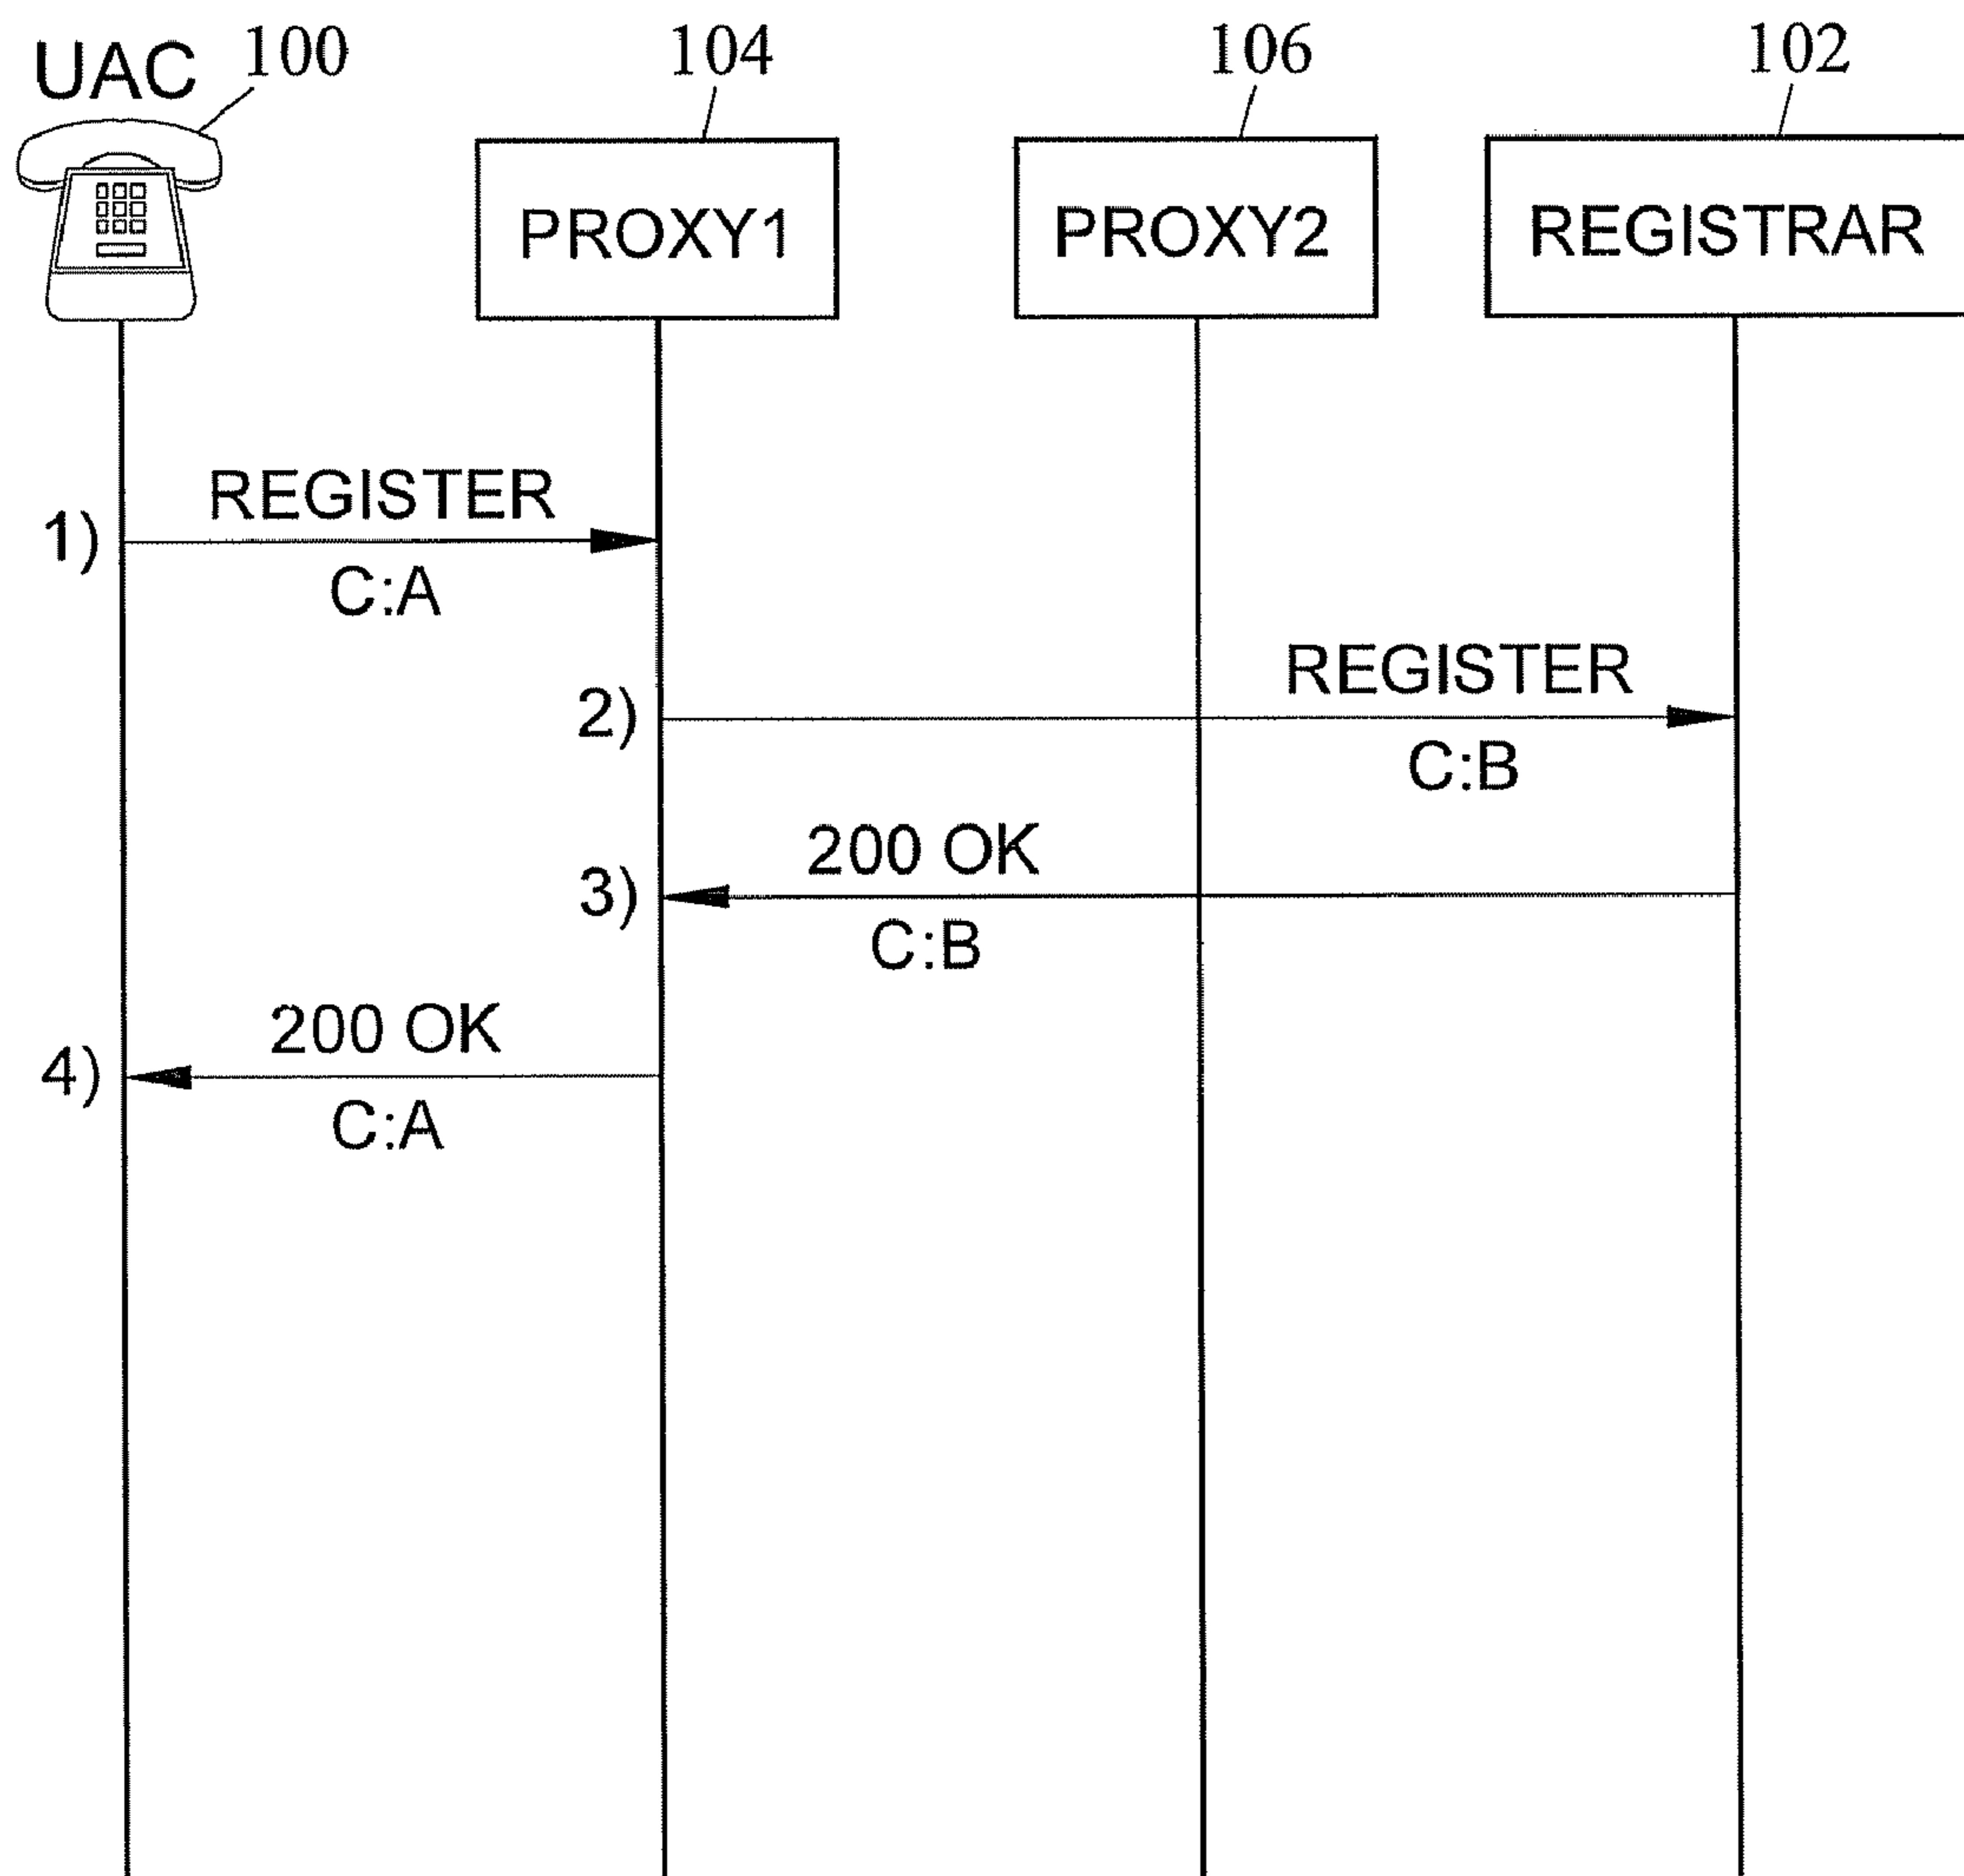 UAC 100 104 106 102
PROXY1 PROXY2 REGISTRAR
REGISTER
1)
C:A
REGISTER
2)
C:B
200 OK
3)
C:B
200 OK
4)
C:A